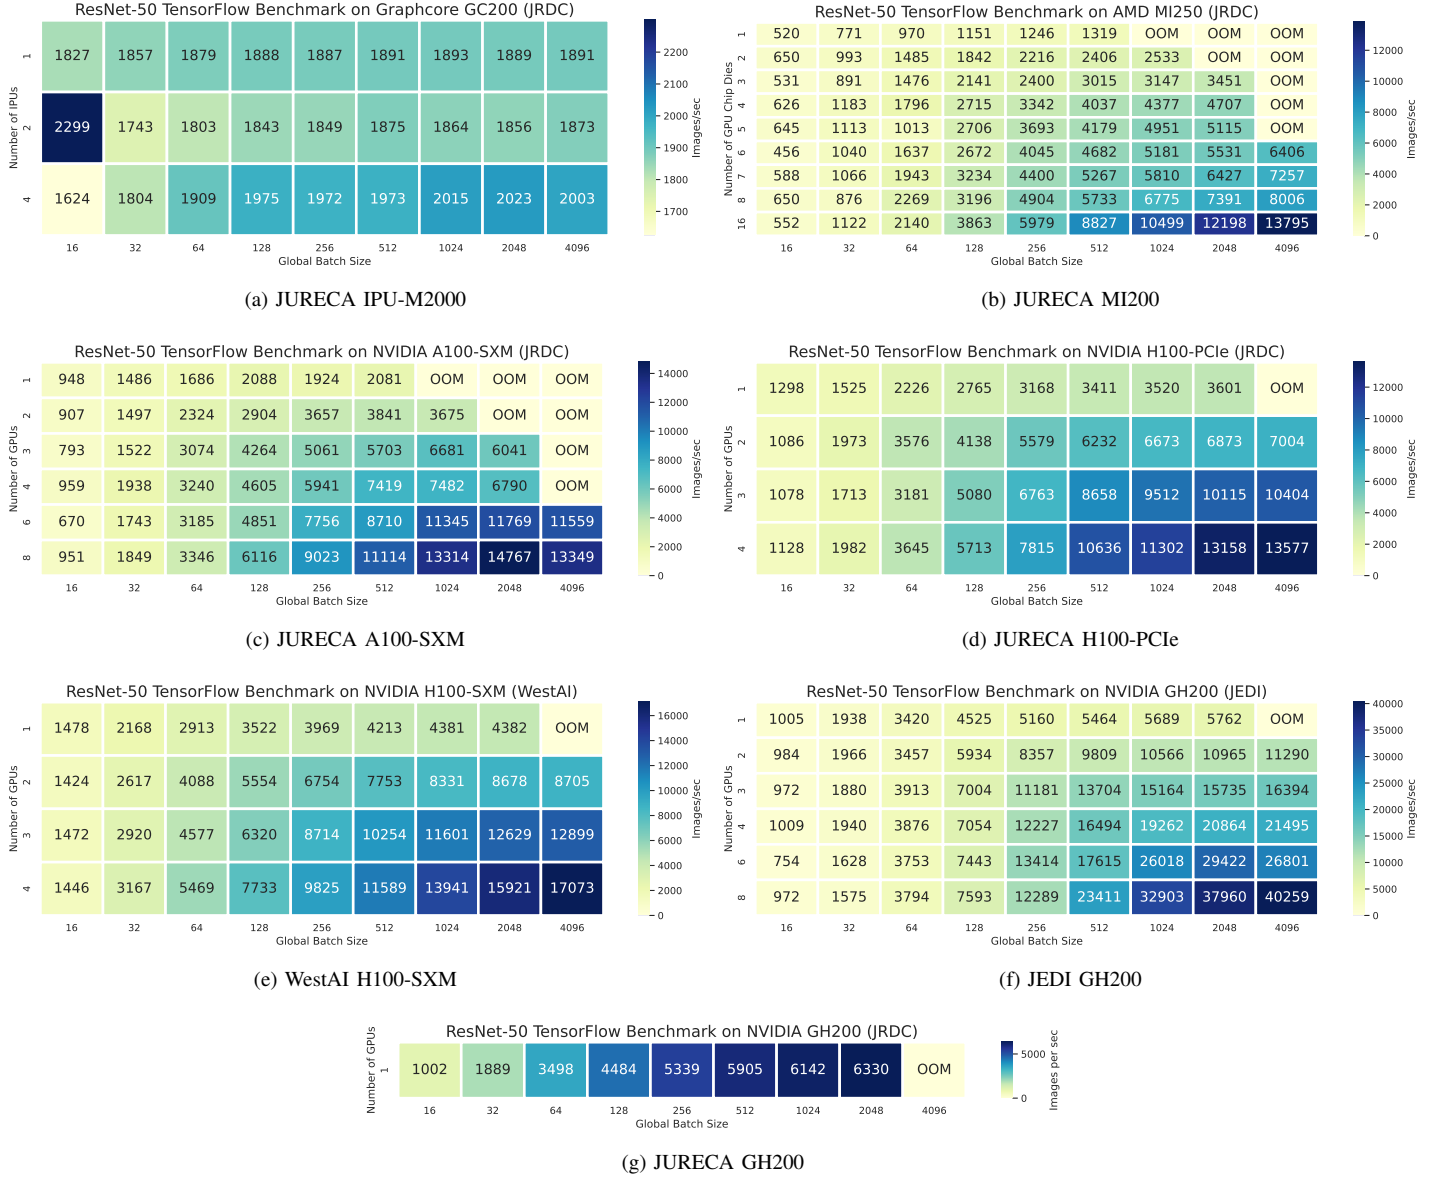 ResNet-50 TensorFlow Benchmark on Graphcore GC200 (JRDC)
Number of IPUs
1 1827 1857 1879 1888 1887 1891 1893 1889 1891
2 2299 1743 1803 1843 1849 1875 1864 1856 1873
4 1624 1804 1909 1975 1972 1973 2015 2023 2003
16 32 64 128 256 512 1024 2048 4096
Global Batch Size
2200
2100
2000
1900
1800
1700
Images/sec
(a) JURECA IPU-M2000
ResNet-50 TensorFlow Benchmark on AMD MI250 (JRDC)
Number of GPU Chip Dies
1 520 771 970 1151 1246 1319 OOM OOM OOM
2 650 993 1485 1842 2216 2406 2533 OOM OOM
3 531 891 1476 2141 2400 3015 3147 3451 OOM
4 626 1183 1796 2715 3342 4037 4377 4707 OOM
5 645 1113 1013 2706 3693 4179 4951 5115 OOM
6 456 1040 1637 2672 4045 4682 5181 5531 6406
7 588 1066 1943 3234 4400 5267 5810 6427 7257
8 650 876 2269 3196 4904 5733 6775 7391 8006
16 552 1122 2140 3863 5979 8827 10499 12198 13795
16 32 64 128 256 512 1024 2048 4096
Global Batch Size
12000
10000
8000
6000
4000
2000
0
Images/sec
(b) JURECA MI200
ResNet-50 TensorFlow Benchmark on NVIDIA A100-SXM (JRDC)
Number of GPUs
1 948 1486 1686 2088 1924 2081 OOM OOM OOM
2 907 1497 2324 2904 3657 3841 3675 OOM OOM
3 793 1522 3074 4264 5061 5703 6681 6041 OOM
4 959 1938 3240 4605 5941 7419 7482 6790 OOM
6 670 1743 3185 4851 7756 8710 11345 11769 11559
8 951 1849 3346 6116 9023 11114 13314 14767 13349
16 32 64 128 256 512 1024 2048 4096
Global Batch Size
14000
12000
10000
8000
6000
4000
2000
0
Images/sec
(c) JURECA A100-SXM
ResNet-50 TensorFlow Benchmark on NVIDIA H100-PCIe (JRDC)
Number of GPUs
1 1298 1525 2226 2765 3168 3411 3520 3601 OOM
2 1086 1973 3576 4138 5579 6232 6673 6873 7004
3 1078 1713 3181 5080 6763 8658 9512 10115 10404
4 1128 1982 3645 5713 7815 10636 11302 13158 13577
16 32 64 128 256 512 1024 2048 4096
Global Batch Size
12000
10000
8000
6000
4000
2000
0
Images/sec
(d) JURECA H100-PCIe
ResNet-50 TensorFlow Benchmark on NVIDIA H100-SXM (WestAI)
Number of GPUs
1 1478 2168 2913 3522 3969 4213 4381 4382 OOM
2 1424 2617 4088 5554 6754 7753 8331 8678 8705
3 1472 2920 4577 6320 8714 10254 11601 12629 12899
4 1446 3167 5469 7733 9825 11589 13941 15921 17073
16 32 64 128 256 512 1024 2048 4096
Global Batch Size
16000
14000
12000
10000
8000
6000
4000
2000
0
Images/sec
(e) WestAI H100-SXM
ResNet-50 TensorFlow Benchmark on NVIDIA GH200 (JEDI)
Number of GPUs
1 1005 1938 3420 4525 5160 5464 5689 5762 OOM
2 984 1966 3457 5934 8357 9809 10566 10965 11290
3 972 1880 3913 7004 11181 13704 15164 15735 16394
4 1009 1940 3876 7054 12227 16494 19262 20864 21495
6 754 1628 3753 7443 13414 17615 26018 29422 26801
8 972 1575 3794 7593 12289 23411 32903 37960 40259
16 32 64 128 256 512 1024 2048 4096
Global Batch Size
40000
35000
30000
25000
20000
15000
10000
5000
0
Images/sec
(f) JEDI GH200
ResNet-50 TensorFlow Benchmark on NVIDIA GH200 (JRDC)
Number of GPUs
1 1002 1889 3498 4484 5339 5905 6142 6330 OOM
16 32 64 128 256 512 1024 2048 4096
Global Batch Size
5000
0
Images per sec
(g) JURECA GH200